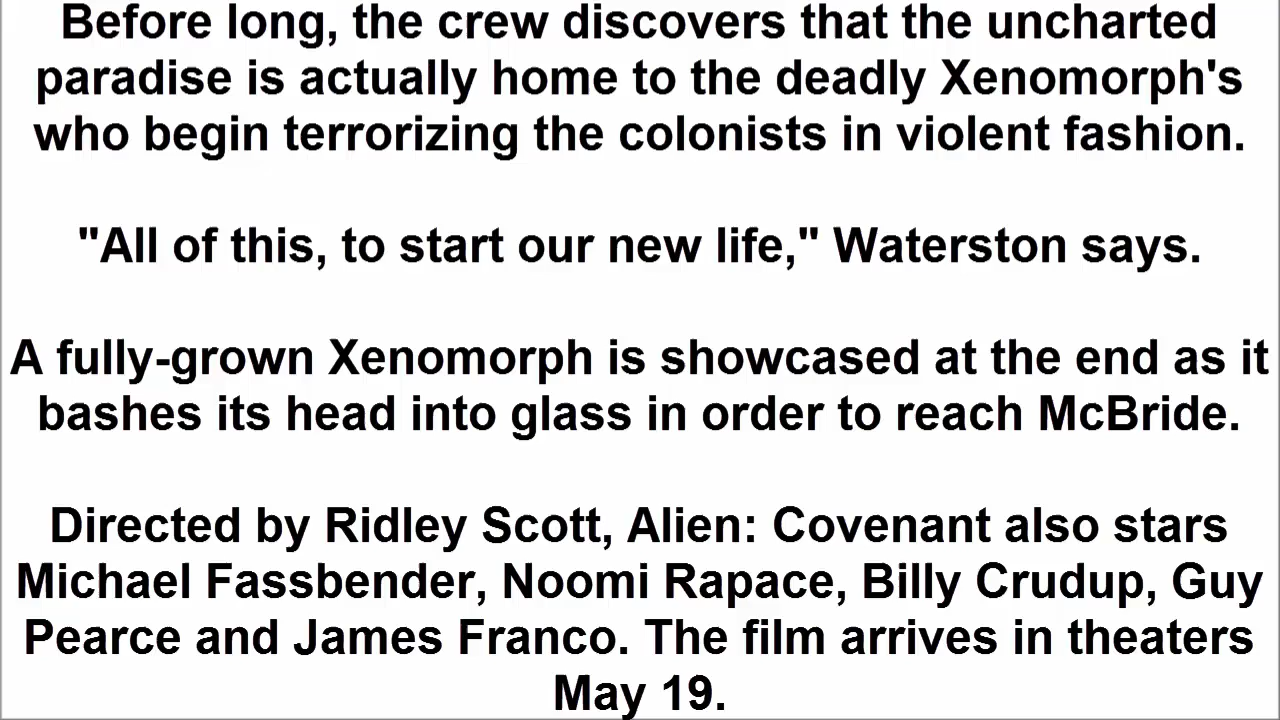 Before long, the crew discovers that the uncharted
paradise is actually home to the deadly Xenomorph's
who begin terrorizing the colonists in violent fashion.
"All of this, to start our new life," Waterston says.
A fully-grown Xenomorph is showcased at the end as it
bashes its head into glass in order to reach McBride.
Directed by Ridley Scott, Alien: Covenant also stars
Michael Fassbender, Noomi Rapace, Billy Crudup, Guy
Pearce and James Franco. The film arrives in theaters
May 19.